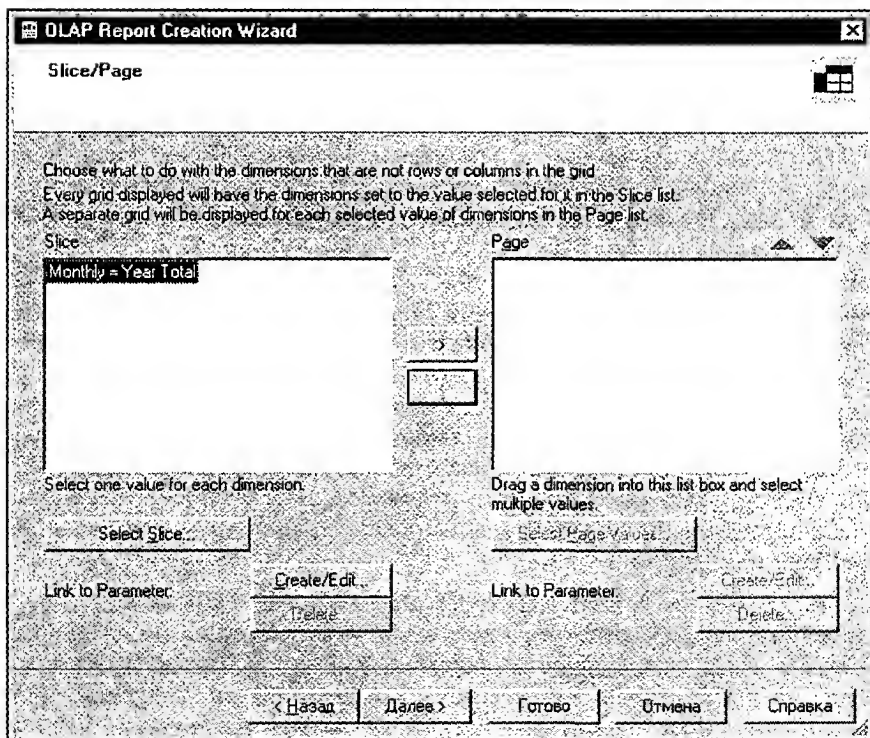 OLAP Report Creation Wizard
Slice/Page
Choose what to do with the dimensions that are not rows or columns in the grid
Every grid displayed will have the dimensions set to the value selected for it in the Slice list.
A separate grid will be displayed for each selected value of dimensions in the Page list.
Slice
Page
Monthly = Year Total
>
Select one value for each dimension.
Drag a dimension into this list box and select
multiple values.
Select Slice...
Select Page Values...
Link to Parameter:
Create/Edit...
Delete
Link to Parameter:
Create/Edit...
Delete...
< Назад
Далее >
Готово
Отмена
Справка